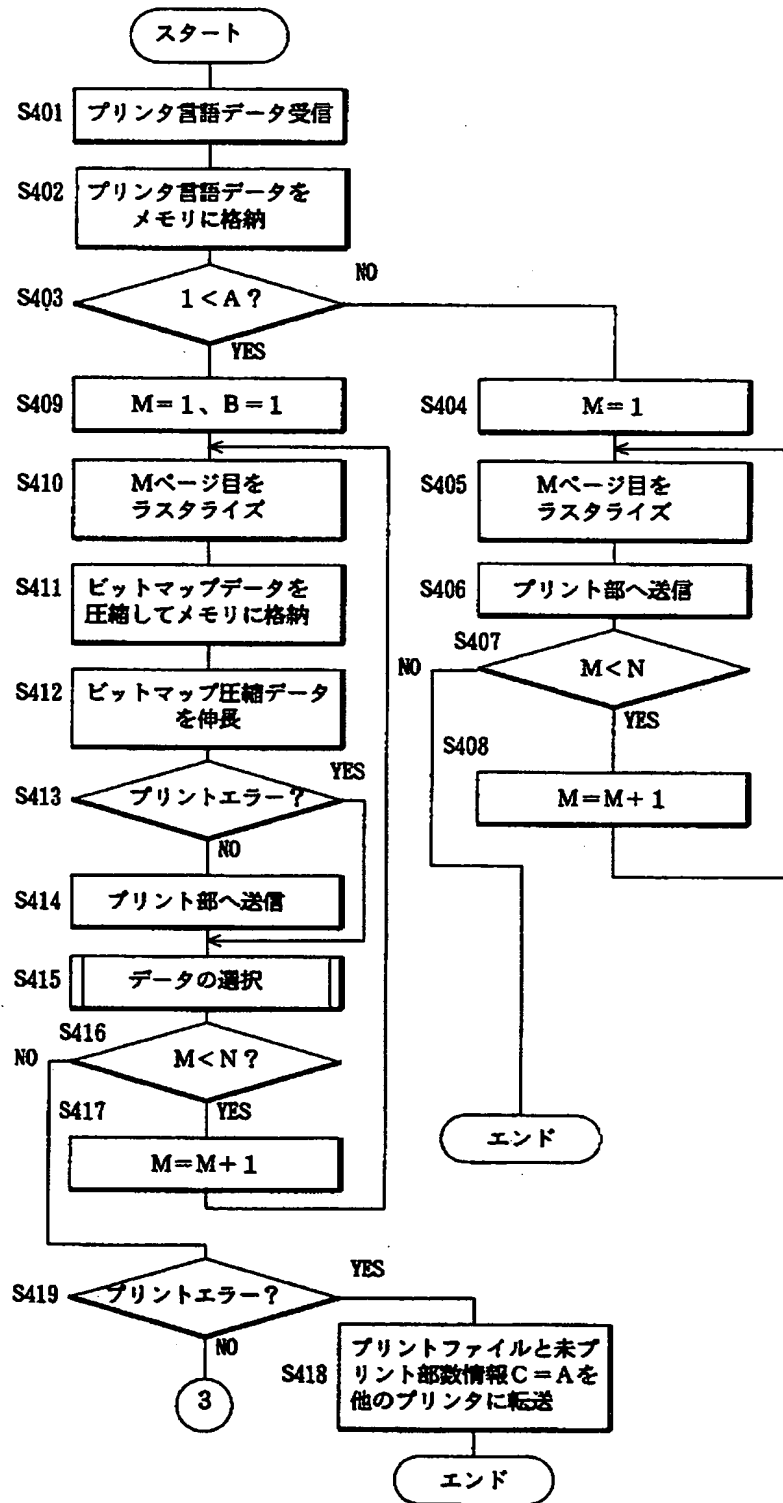 スタート
S401
プリンタ言語データ受信
S402
プリンタ言語データを
メモリに格納
S403
1<A?
NO
YES
S409
M=1、B=1
S410
Mページ目を
ラスタライズ
S411
ビットマップデータを
圧縮してメモリに格納
S412
ビットマップ圧縮データ
を伸長
S413
プリントエラー?
YES
NO
S414
プリント部へ送信
S415
データの選択
S416
M<N?
NO
YES
S417
M=M+1
S419
プリントエラー?
YES
NO
3
S418
プリントファイルと未プ
リント部数情報C=Aを
他のプリンタに転送
エンド
S404
M=1
S405
Mページ目を
ラスタライズ
S406
プリント部へ送信
S407
M<N
NO
YES
S408
M=M+1
エンド